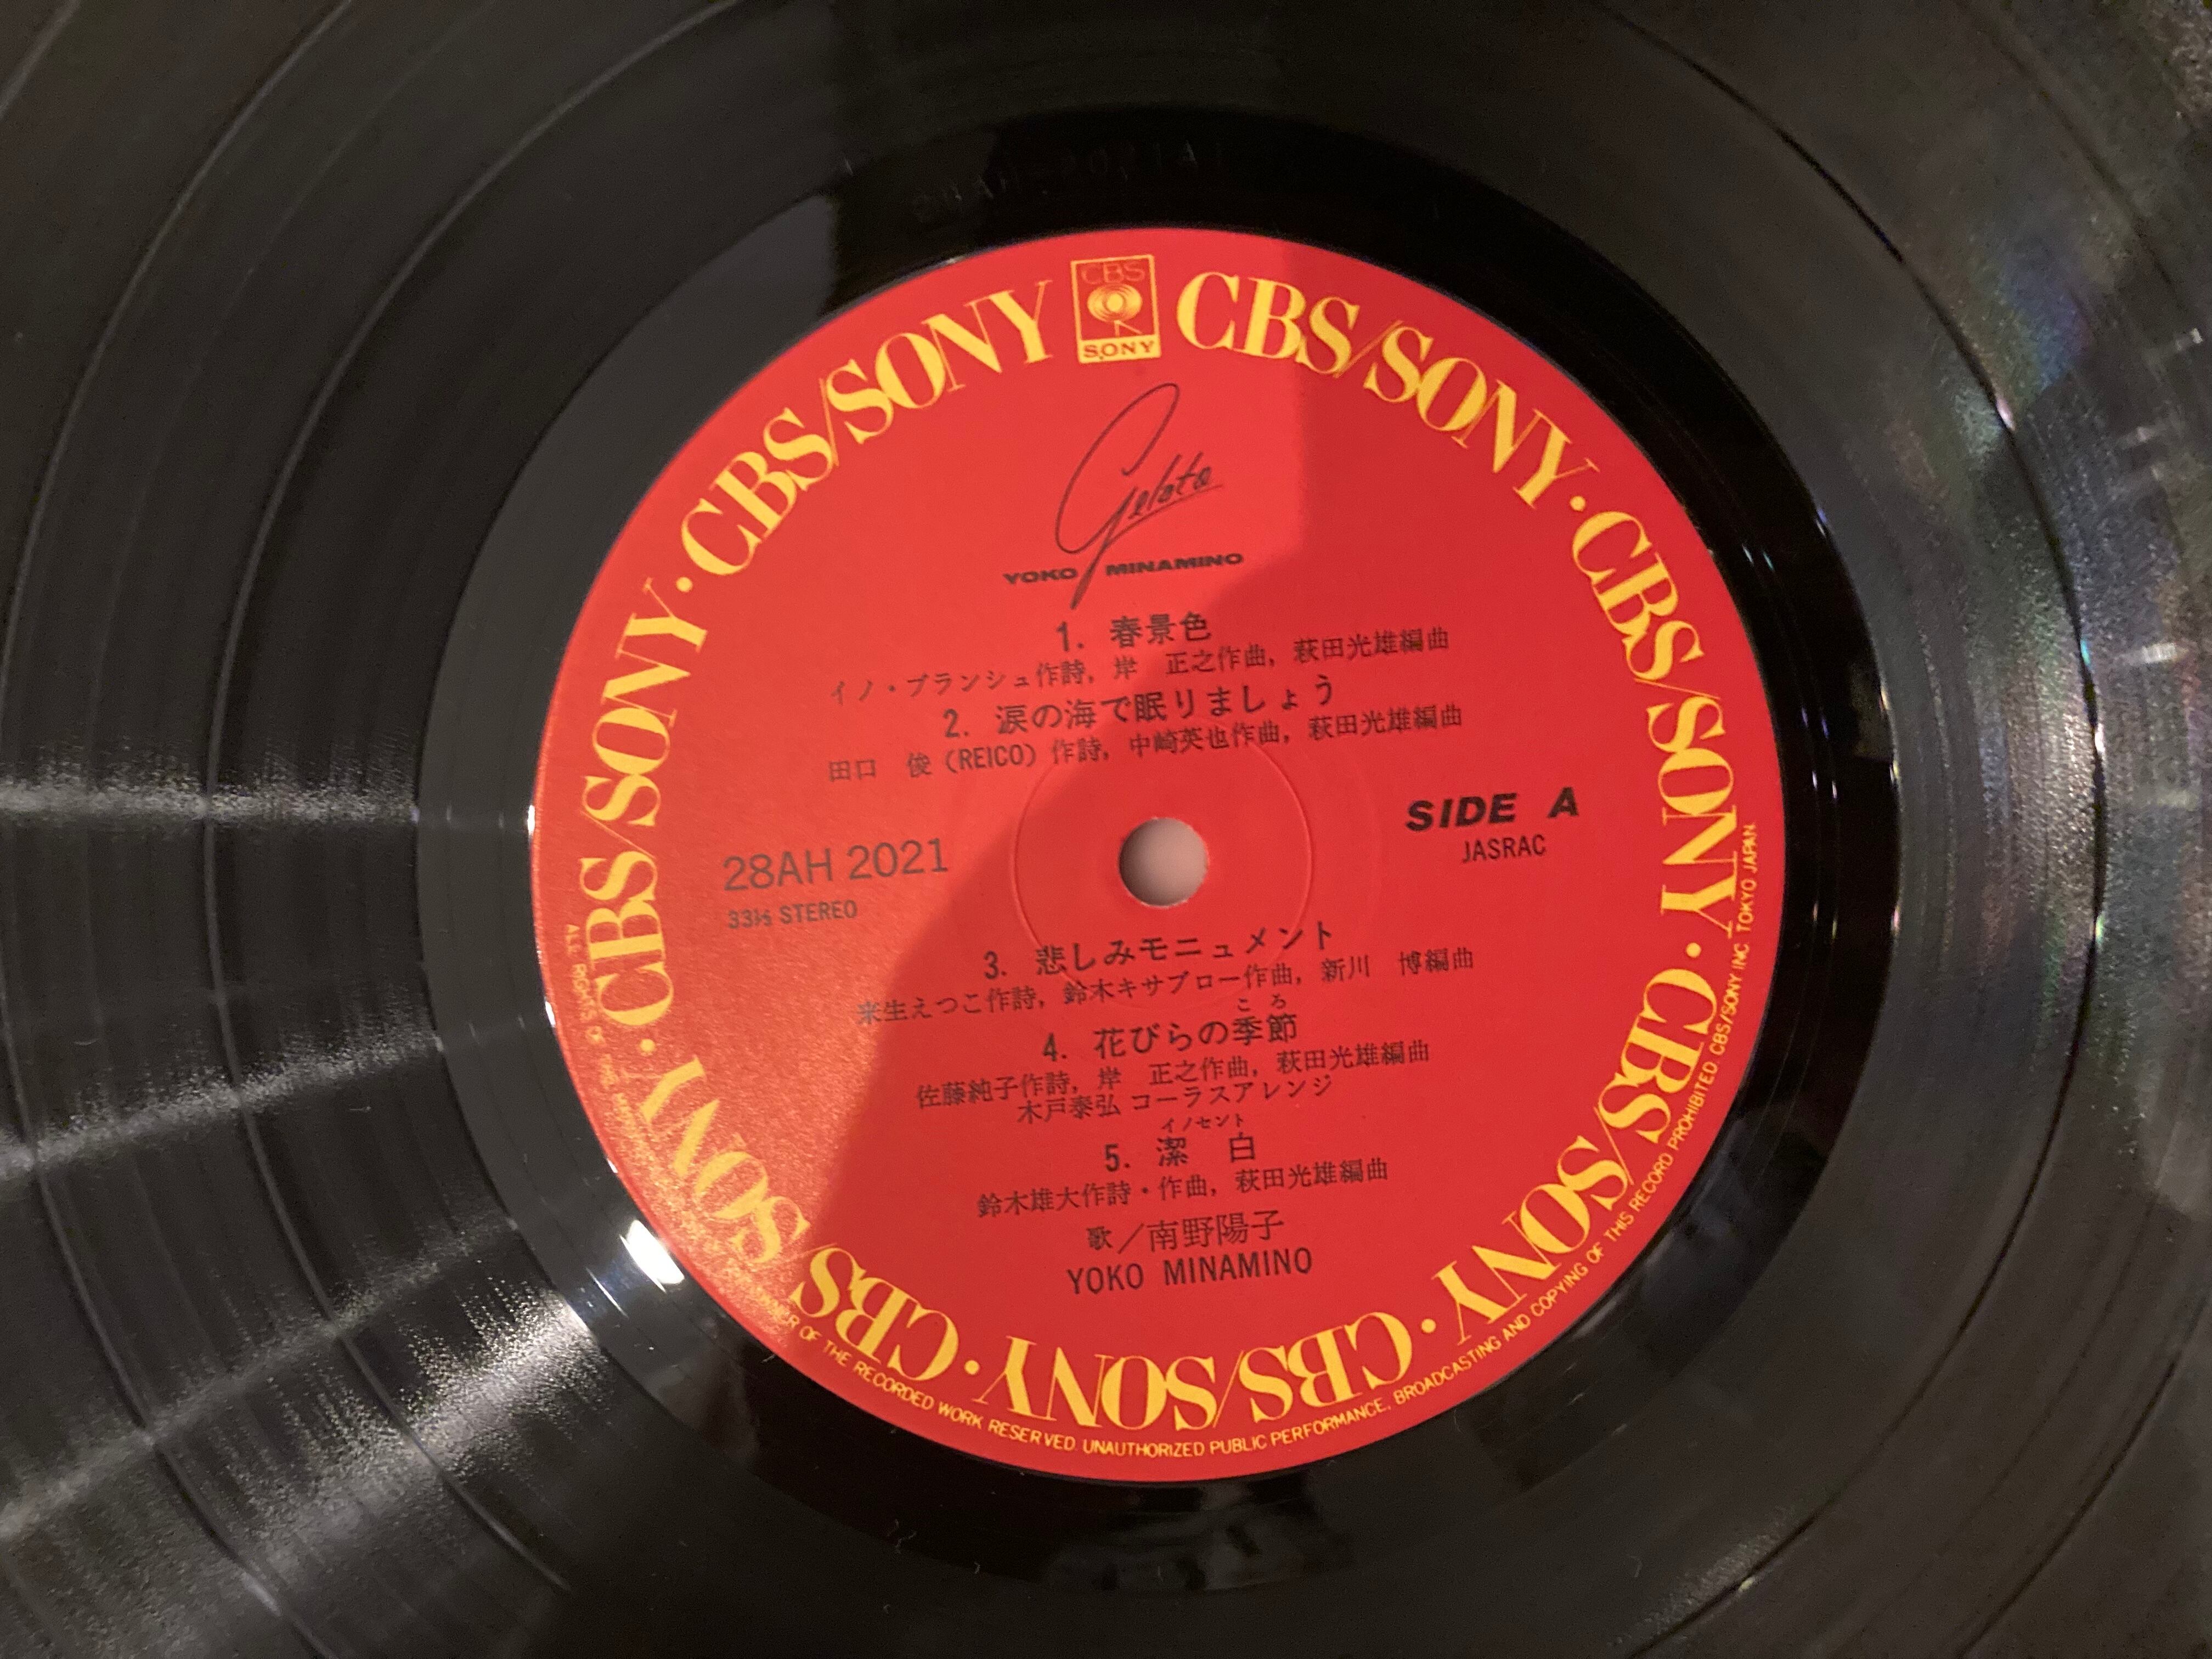 CBS
SONY
CBS/SONY · CBS/SONY · CBS/SONY · CBS/SONY · CBS/SONY · CBS/SONY · CBS/SONY · CBS/SONY
Gelato
YOKO MINAMINO
1. 春景色
イノ・ブランシュ作詩, 岸 正之作曲, 萩田光雄編曲
2. 涙の海で眠りましょう
田口 俊 (REICO) 作詩, 中崎英也作曲, 萩田光雄編曲
SIDE A
JASRAC
28AH 2021
33⅓ STEREO
3. 悲しみモニュメント
来生えつこ作詩, 鈴木キサブロー作曲, 新川 博編曲
ころ
4. 花びらの季節
佐藤純子作詩, 岸 正之作曲, 萩田光雄編曲
木戸泰弘 コーラスアレンジ
イノセント
5. 潔 白
鈴木雄大作詩・作曲, 萩田光雄編曲
歌／南野陽子
YOKO MINAMINO
ALL RIGHTS OF THE OWNER OF THE RECORDED WORK RESERVED. UNAUTHORIZED PUBLIC PERFORMANCE, BROADCASTING AND COPYING OF THIS RECORD PROHIBITED CBS/SONY INC. TOKYO JAPAN